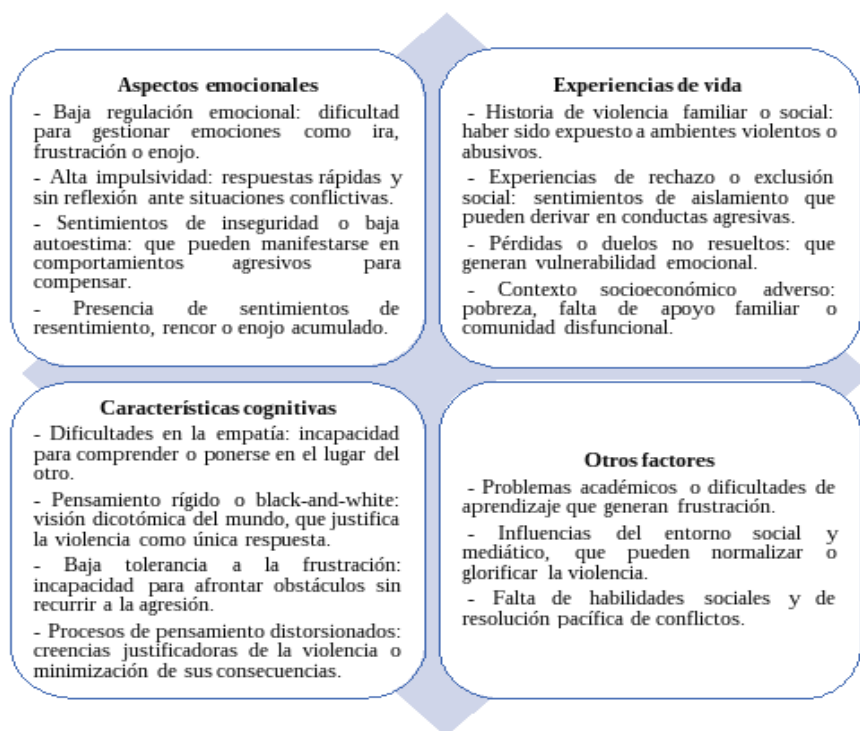 Aspectos emocionales
- Baja regulación emocional: dificultad
para gestionar emociones como ira,
frustración o enojo.
- Alta impulsividad: respuestas rápidas y
sin reflexión ante situaciones conflictivas.
- Sentimientos de inseguridad o baja
autoestima: que pueden manifestarse en
comportamientos agresivos para
compensar.
- Presencia de sentimientos de
resentimiento, rencor o enojo acumulado.
Experiencias de vida
- Historia de violencia familiar o social:
haber sido expuesto a ambientes violentos o
abusivos.
- Experiencias de rechazo o exclusión
social: sentimientos de aislamiento que
pueden derivar en conductas agresivas.
- Pérdidas o duelos no resueltos: que
generan vulnerabilidad emocional.
- Contexto socioeconómico adverso:
pobreza, falta de apoyo familiar o
comunidad disfuncional.
Características cognitivas
- Dificultades en la empatía: incapacidad
para comprender o ponerse en el lugar del
otro.
- Pensamiento rígido o black-and-white:
visión dicotómica del mundo, que justifica
la violencia como única respuesta.
- Baja tolerancia a la frustración:
incapacidad para afrontar obstáculos sin
recurrir a la agresión.
- Procesos de pensamiento distorsionados:
creencias justificadoras de la violencia o
minimización de sus consecuencias.
Otros factores
- Problemas académicos o dificultades de
aprendizaje que generan frustración.
- Influencias del entorno social y
mediático, que pueden normalizar o
glorificar la violencia.
- Falta de habilidades sociales y de
resolución pacífica de conflictos.